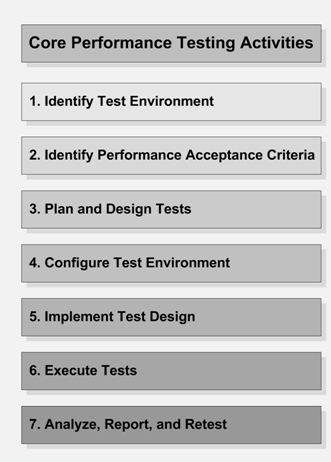 Core Performance Testing Activities
1. Identify Test Environment
2. Identify Performance Acceptance Criteria
3. Plan and Design Tests
4. Configure Test Environment
5. Implement Test Design
6. Execute Tests
7. Analyze, Report, and Retest